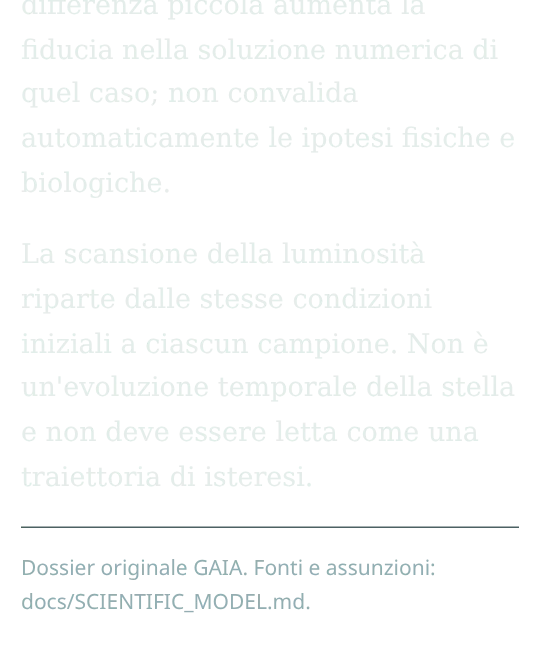 differenza piccola aumenta la
fiducia nella soluzione numerica di
quel caso; non convalida
automaticamente le ipotesi fisiche e
biologiche.
La scansione della luminosità
riparte dalle stesse condizioni
iniziali a ciascun campione. Non è
un'evoluzione temporale della stella
e non deve essere letta come una
traiettoria di isteresi.
Dossier originale GAIA. Fonti e assunzioni:
docs/SCIENTIFIC_MODEL.md.